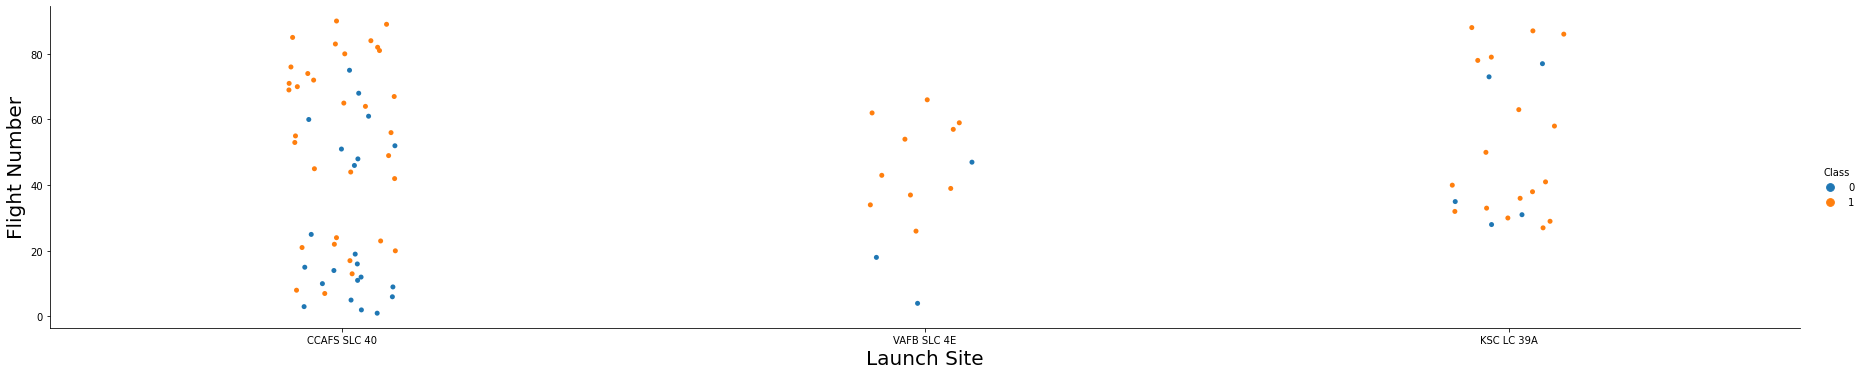 Flight Number
80
60
40
20
0
CCAFS SLC 40
VAFB SLC 4E
KSC LC 39A
Launch Site
Class
0
1